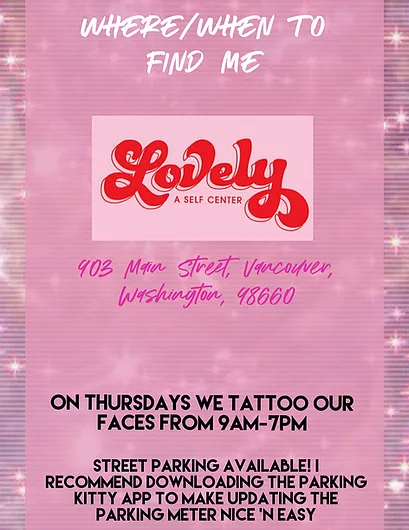 WHERE/WHEN TO
FIND ME
Lovely
A SELF CENTER
903 Main Street, Vancouver,
Washington, 98660
ON THURSDAYS WE TATTOO OUR
FACES FROM 9AM-7PM
STREET PARKING AVAILABLE! I
RECOMMEND DOWNLOADING THE PARKING
KITTY APP TO MAKE UPDATING THE
PARKING METER NICE 'N EASY